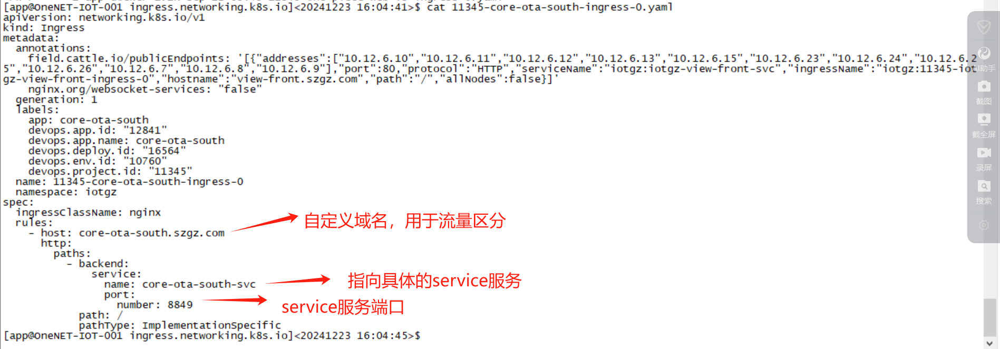 [app@OneNET-IOT-001 ingress.networking.k8s.io]<20241223 16:04:41>$ cat 11345-core-ota-south-ingress-0.yaml
apiVersion: networking.k8s.io/v1
kind: Ingress
metadata:
  annotations:
    field.cattle.io/publicEndpoints: '[{"addresses":["10.12.6.10","10.12.6.11","10.12.6.12","10.12.6.13","10.12.6.15","10.12.6.23","10.12.6.24","10.12.6.2
5","10.12.6.26","10.12.6.7","10.12.6.8","10.12.6.9"],"port":80,"protocol":"HTTP","serviceName":"iotgz:iotgz-view-front-svc","ingressName":"iotgz:11345-iot
gz-view-front-ingress-0","hostname":"view-front.szgz.com","path":"/","allNodes":false}]'
    nginx.org/websocket-services: "false"
  generation: 1
  labels:
    app: core-ota-south
    devops.app.id: "12841"
    devops.app.name: core-ota-south
    devops.deploy.id: "16564"
    devops.env.id: "10760"
    devops.project.id: "11345"
  name: 11345-core-ota-south-ingress-0
  namespace: iotgz
spec:
  ingressClassName: nginx
  rules:
    - host: core-ota-south.szgz.com
自定义域名，用于流量区分
      http:
        paths:
          - backend:
              service:
                name: core-ota-south-svc
指向具体的service服务
                port:
                  number: 8849
service服务端口
            path: /
            pathType: ImplementationSpecific
[app@OneNET-IOT-001 ingress.networking.k8s.io]<20241223 16:04:45>$
AI助手
截图
截全屏
录屏
搜索